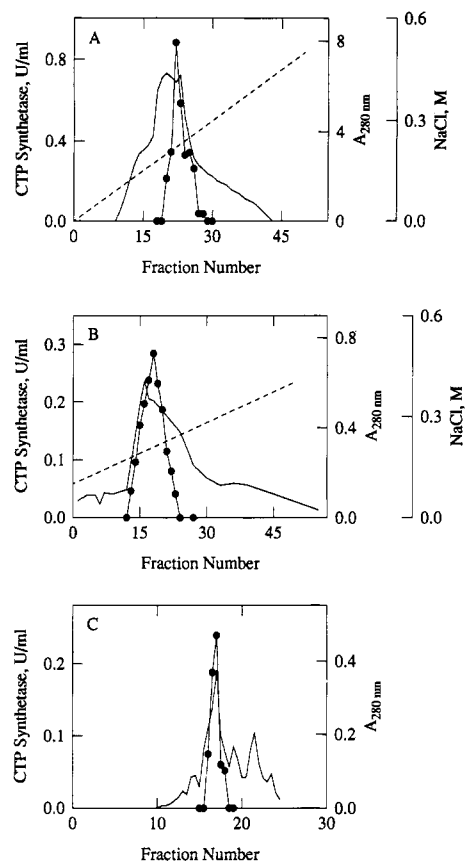 A
CTP Synthetase, U/ml
0.8
0.4
0.0
0 15 30 45
Fraction Number
8
4
0
A280 nm
0.6
0.3
0.0
NaCl, M
B
CTP Synthetase, U/ml
0.3
0.2
0.1
0.0
0 15 30 45
Fraction Number
0.8
0.4
0.0
A280 nm
0.6
0.3
0.0
NaCl, M
C
CTP Synthetase, U/ml
0.2
0.1
0.0
0 10 20 30
Fraction Number
0.4
0.2
0.0
A280 nm